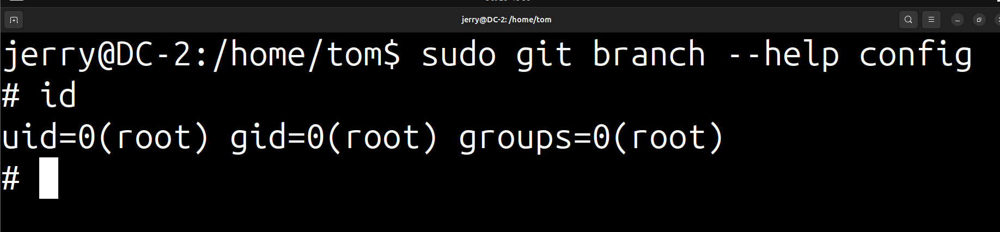 jerry@DC-2: /home/tom
jerry@DC-2:/home/tom$ sudo git branch --help config
# id
uid=0(root) gid=0(root) groups=0(root)
#